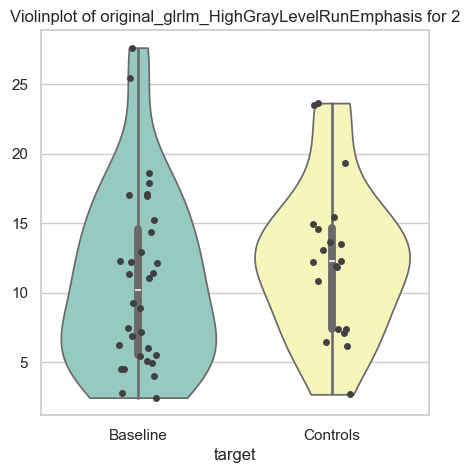 Violinplot of original_glrlm_HighGrayLevelRunEmphasis for 2
25
20
15
10
5
Baseline
Controls
target